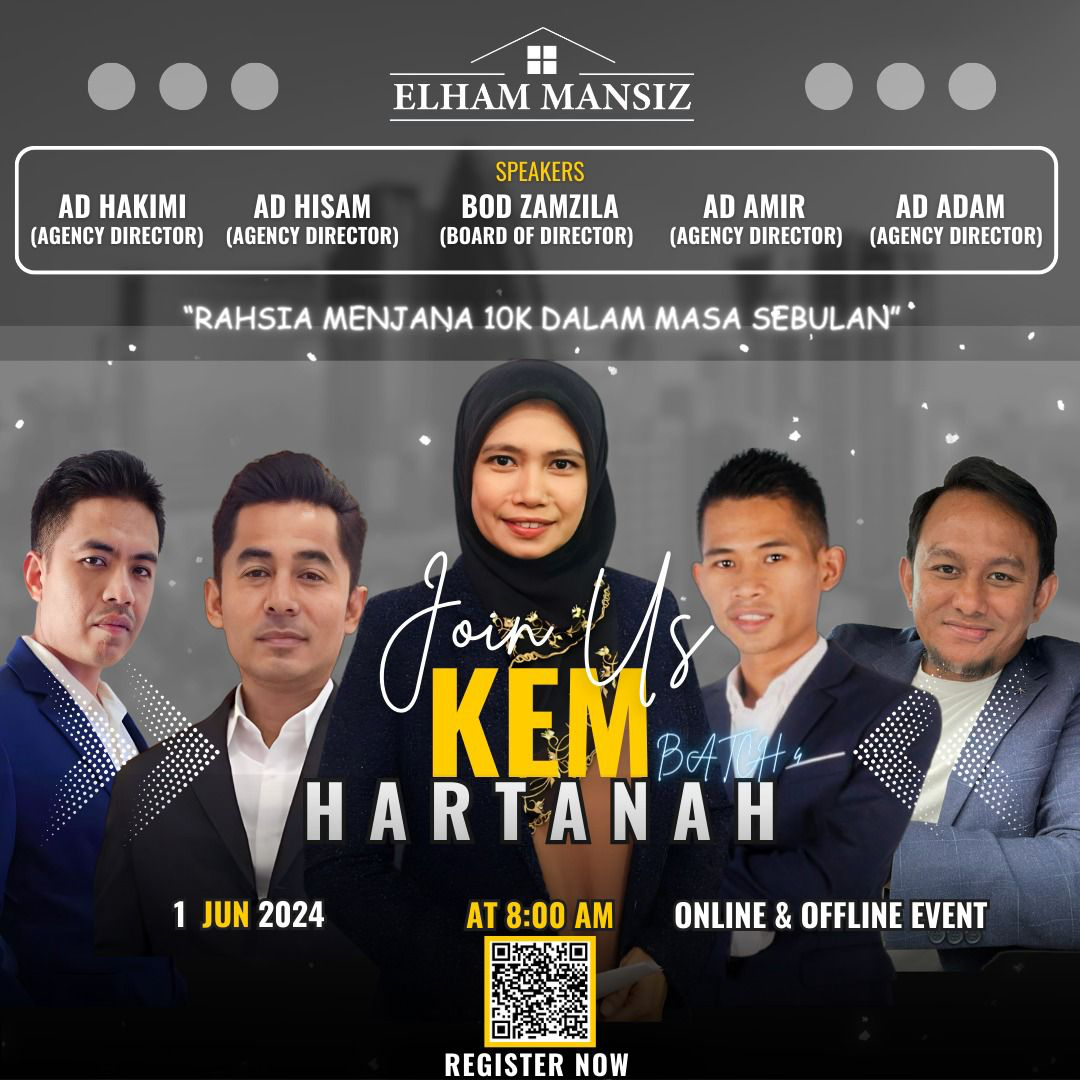 ELHAM MANSIZ
SPEAKERS
AD HAKIMI
(AGENCY DIRECTOR)
AD HISAM
(AGENCY DIRECTOR)
BOD ZAMZILA
(BOARD OF DIRECTOR)
AD AMIR
(AGENCY DIRECTOR)
AD ADAM
(AGENCY DIRECTOR)
“RAHSIA MENJANA 10K DALAM MASA SEBULAN”
Join Us
KEM
BATCH 4
HARTANAH
1 JUN 2024
AT 8:00 AM
ONLINE & OFFLINE EVENT
REGISTER NOW